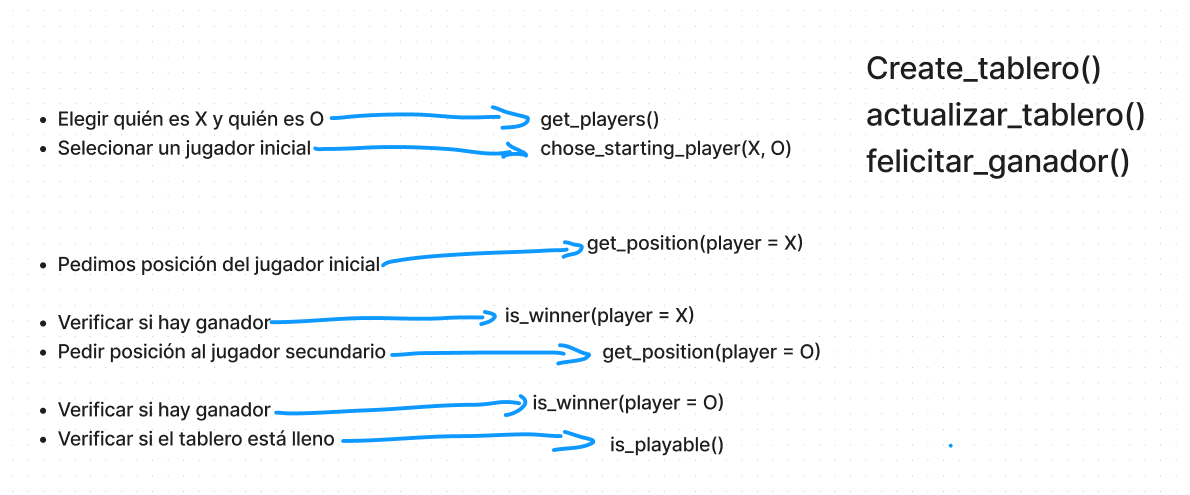 • Elegir quién es X y quién es O
get_players()
• Selecionar un jugador inicial
chose_starting_player(X, O)
• Pedimos posición del jugador inicial
get_position(player = X)
• Verificar si hay ganador
is_winner(player = X)
• Pedir posición al jugador secundario
get_position(player = O)
• Verificar si hay ganador
is_winner(player = O)
• Verificar si el tablero está lleno
is_playable()
Create_tablero()
actualizar_tablero()
felicitar_ganador()